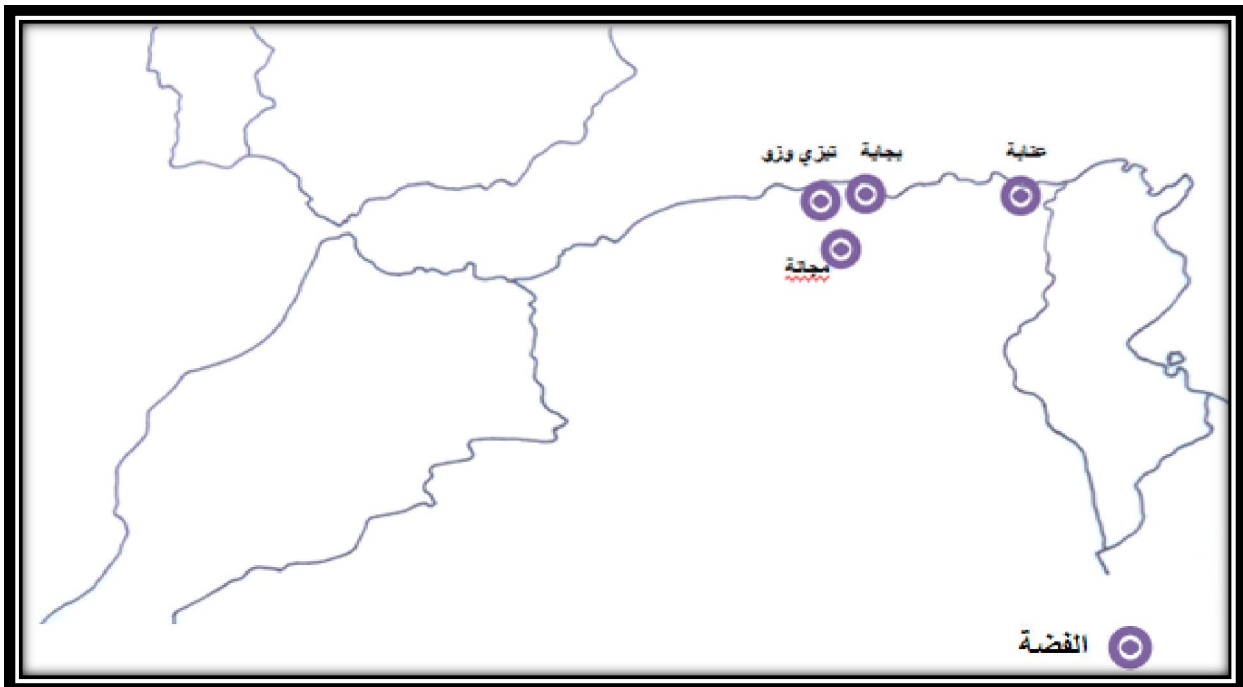 تيزي وزو
بجاية
عنابة
مجانة
الفضة